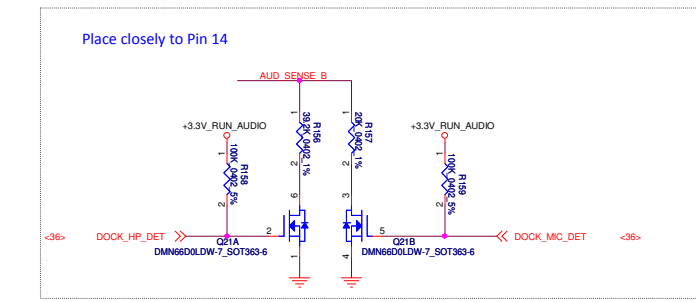 Place closely to Pin 14
AUD_SENSE_B
1
39.2K_0402_1%
R156
2
1
20K_0402_1%
R157
2
+3.3V_RUN_AUDIO
1
100K_0402_5%
R158
2
+3.3V_RUN_AUDIO
1
100K_0402_5%
R159
2
6
3
<36>
DOCK_HP_DET
2
Q21A
DMN66D0LDW-7_SOT363-6
1
5
Q21B
DMN66D0LDW-7_SOT363-6
4
DOCK_MIC_DET
<36>